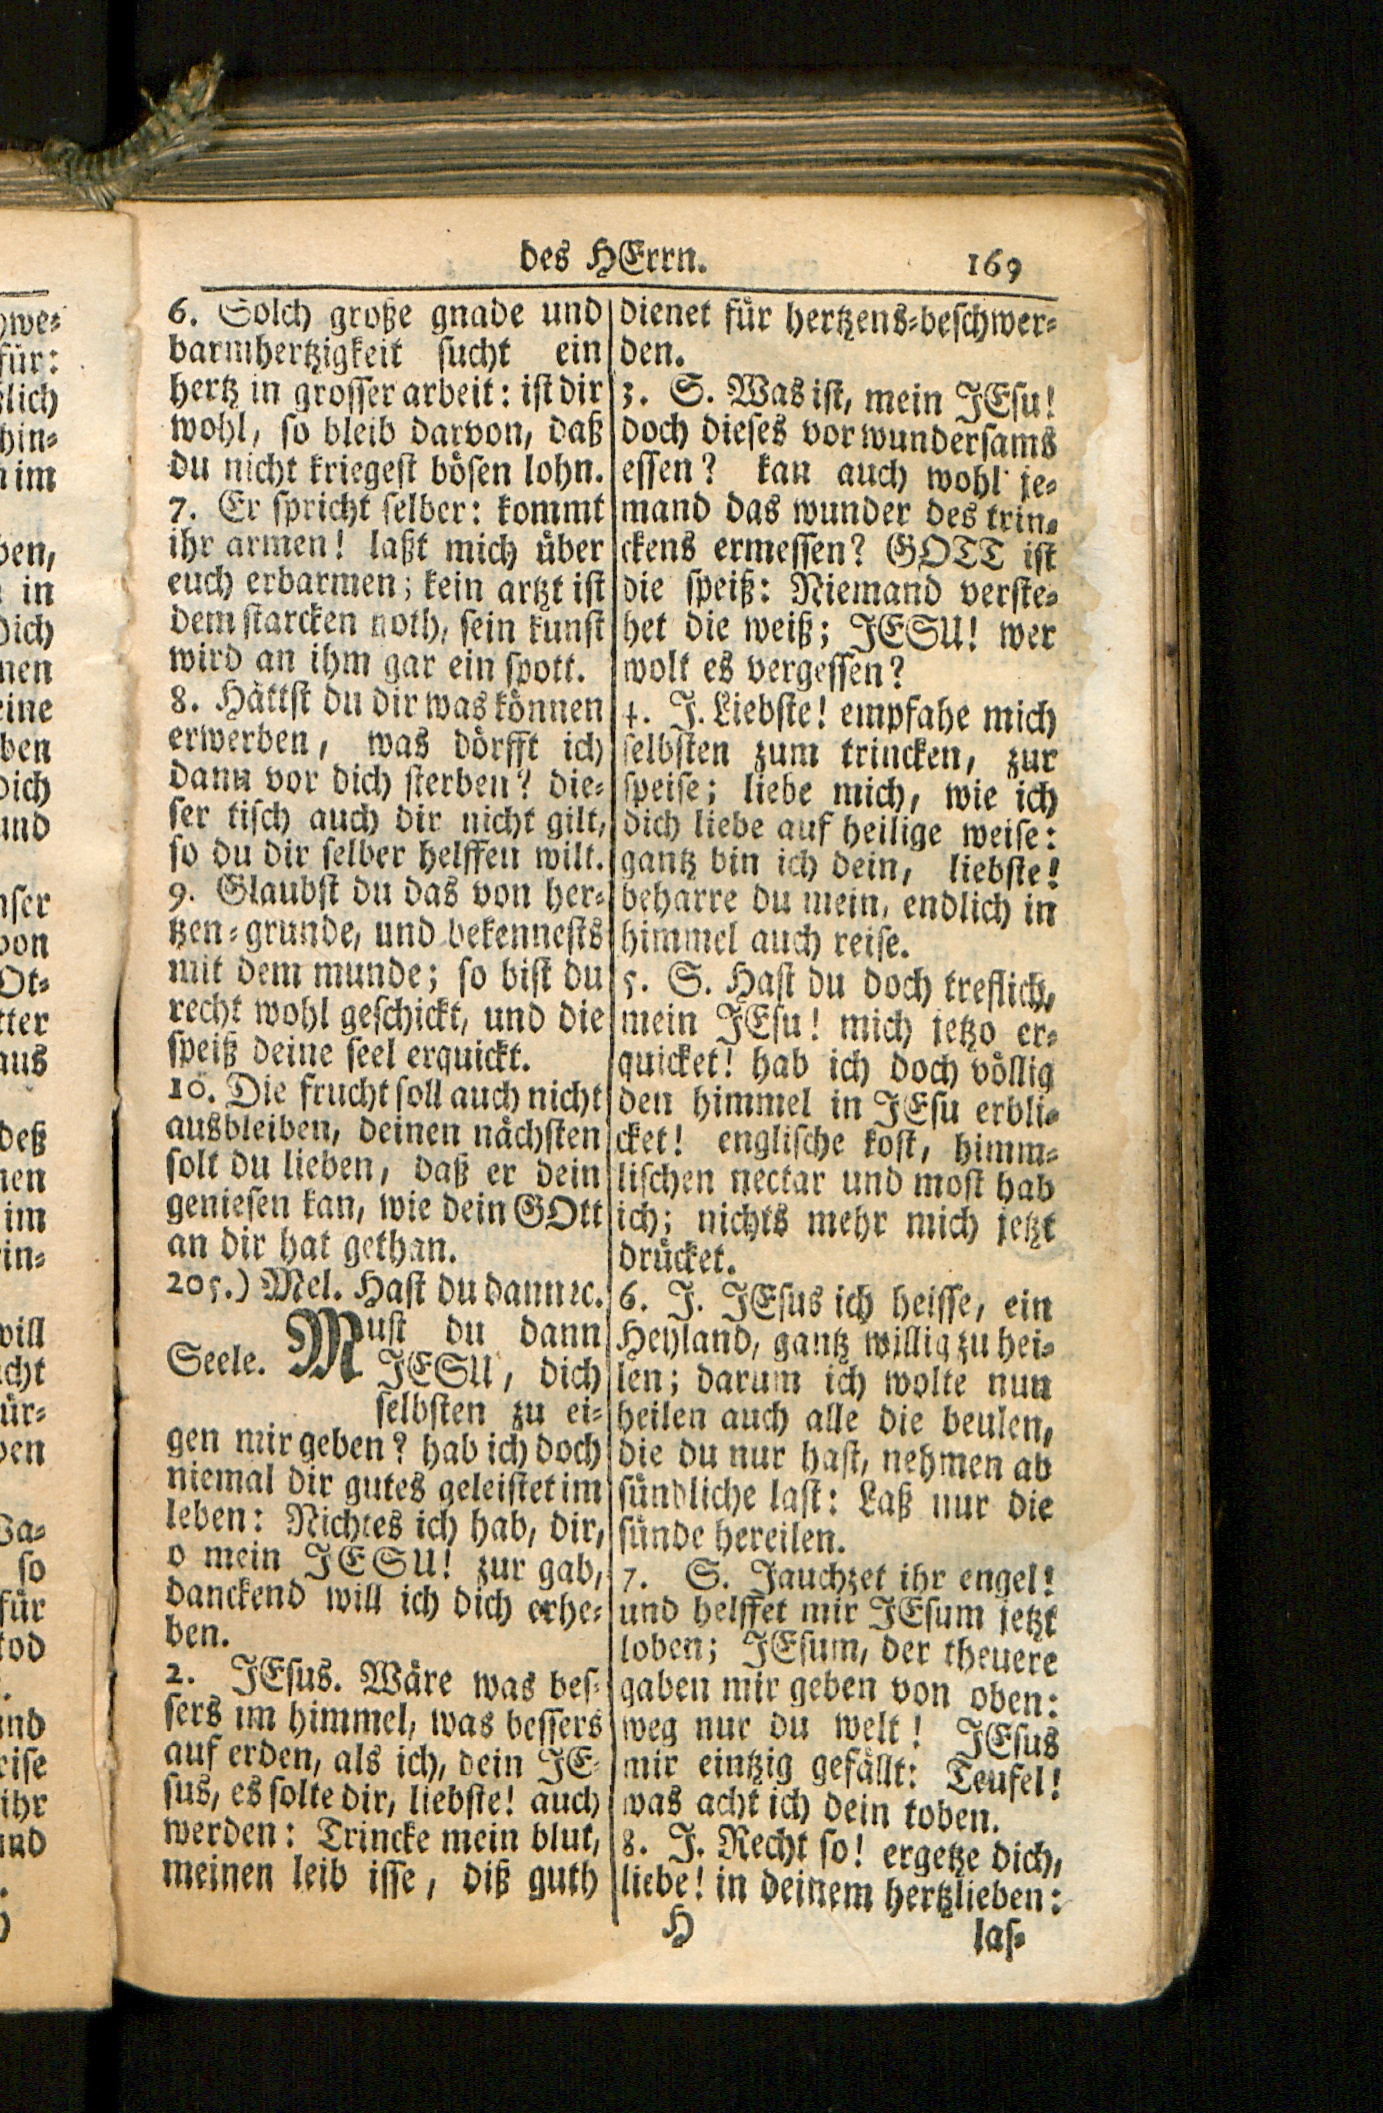 des HErrn.
169
6. Solch große gnade und
barmhertzigkeit sucht ein
hertz in grosser arbeit: ist dir
wohl, so bleib darvon, daß
du nicht kriegest bösen lohn.
7. Er spricht selber: kommt
ihr armen! laßt mich über
euch erbarmen; kein artzt ist
dem starcken noth, sein kunst
wird an ihm gar ein spott.
8. Hättst du dir was können
erwerben, was dörfft ich
dann vor dich sterben? die-
ser tisch auch dir nicht gilt,
so du dir selber helffen wilt.
9. Glaubst du das von her-
tzen-grunde, und bekennests
mit dem munde; so bist du
recht wohl geschickt, und die
speiß deine seel erquickt.
10. Die frucht soll auch nicht
ausbleiben, deinen nächsten
solt du lieben, daß er dein
geniesen kan, wie dein GOtt
an dir hat gethan.
205.) Mel. Hast du dann ꝛc.
Seele. Must du dann
JESU, dich
selbsten zu ei-
gen mir geben? hab ich doch
niemal dir gutes geleistet im
leben: Nichtes ich hab, dir,
o mein JESU! zur gab,
danckend will ich dich erhe-
ben.
2. JEsus. Wäre was bes-
sers im himmel, was bessers
auf erden, als ich, dein JE-
sus, es solte dir, liebste! auch
werden: Trincke mein blut,
meinen leib isse, diß guth
dienet für hertzens-beschwer-
den.
3. S. Was ist, mein JEsu!
doch dieses vor wundersams
essen? kan auch wohl je-
mand das wunder des trin-
ckens ermessen? GOTT ist
die speiß: Niemand verste-
het die weiß; JESU! wer
wolt es vergessen?
4. J. Liebste! empfahe mich
selbsten zum trincken, zur
speise; liebe mich, wie ich
dich liebe auf heilige weise:
gantz bin ich dein, liebste!
beharre du mein, endlich in
himmel auch reise.
5. S. Hast du doch treflich,
mein JEsu! mich jetzo er-
quicket! hab ich doch völlig
den himmel in JEsu erbli-
cket! englische kost, himm-
lischen nectar und most hab
ich; nichts mehr mich jetzt
drücket.
6. J. JEsus ich heisse, ein
Heyland, gantz willig zu hei-
len; darum ich wolte nun
heilen auch alle die beulen,
die du nur hast, nehmen ab
sündliche last: Laß nur die
sünde hereilen.
7. S. Jauchzet ihr engel!
und helffet mir JEsum jetzt
loben; JEsum, der theuere
gaben mir geben von oben:
weg nur du welt! JEsus
mir eintzig gefällt: Teufel!
was acht ich dein toben.
8. J. Recht so! ergetze dich,
liebe! in deinem hertzlieben:
H
las-